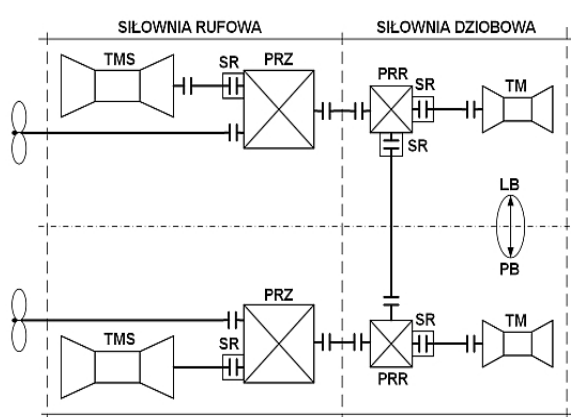 SIŁOWNIA RUFOWA SIŁOWNIA DZIOBOWA
TMS SR PRZ PRR SR TM
SR
LB
PB
PRZ
TMS SR SR TM
PRR